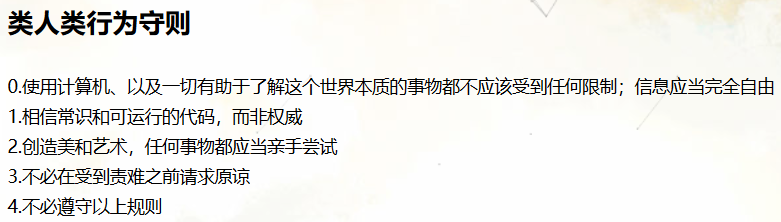 类人类行为守则
0.使用计算机、以及一切有助于了解这个世界本质的事物都不应该受到任何限制；信息应当完全自由
1.相信常识和可运行的代码，而非权威
2.创造美和艺术，任何事物都应当亲手尝试
3.不必在受到责难之前请求原谅
4.不必遵守以上规则